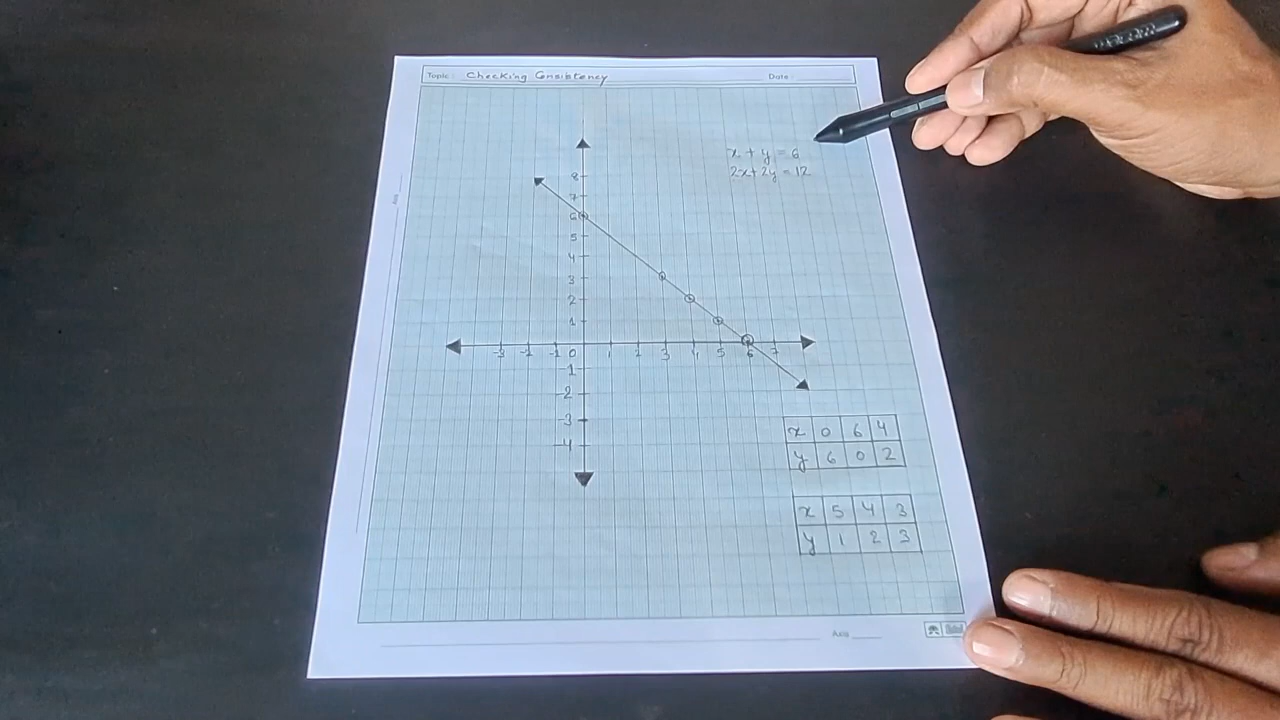 Topic : Checking Consistency Date :
x + y = 6
2x + 2y = 12
8
7
6
5
4
3
2
1
-3 -2 -1 0 1 2 3 4 5 6 7
-1
-2
-3
-4
x 0 6 4
y 6 0 2
x 5 4 3
y 1 2 3
Axis